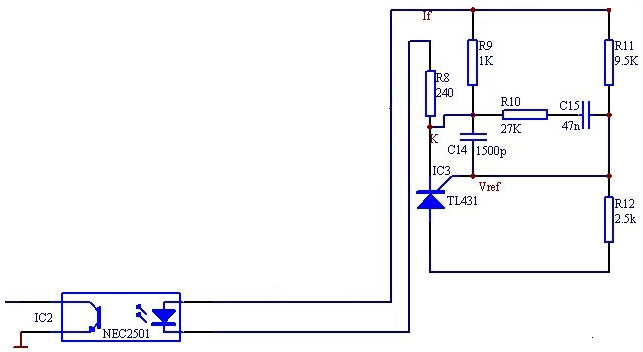 If
R9
1K
R11
9.5K
R8
240
R10
27K
C15
47n
K
C14
1500p
IC3
Vref
TL431
R12
2.5k
IC2
NEC2501